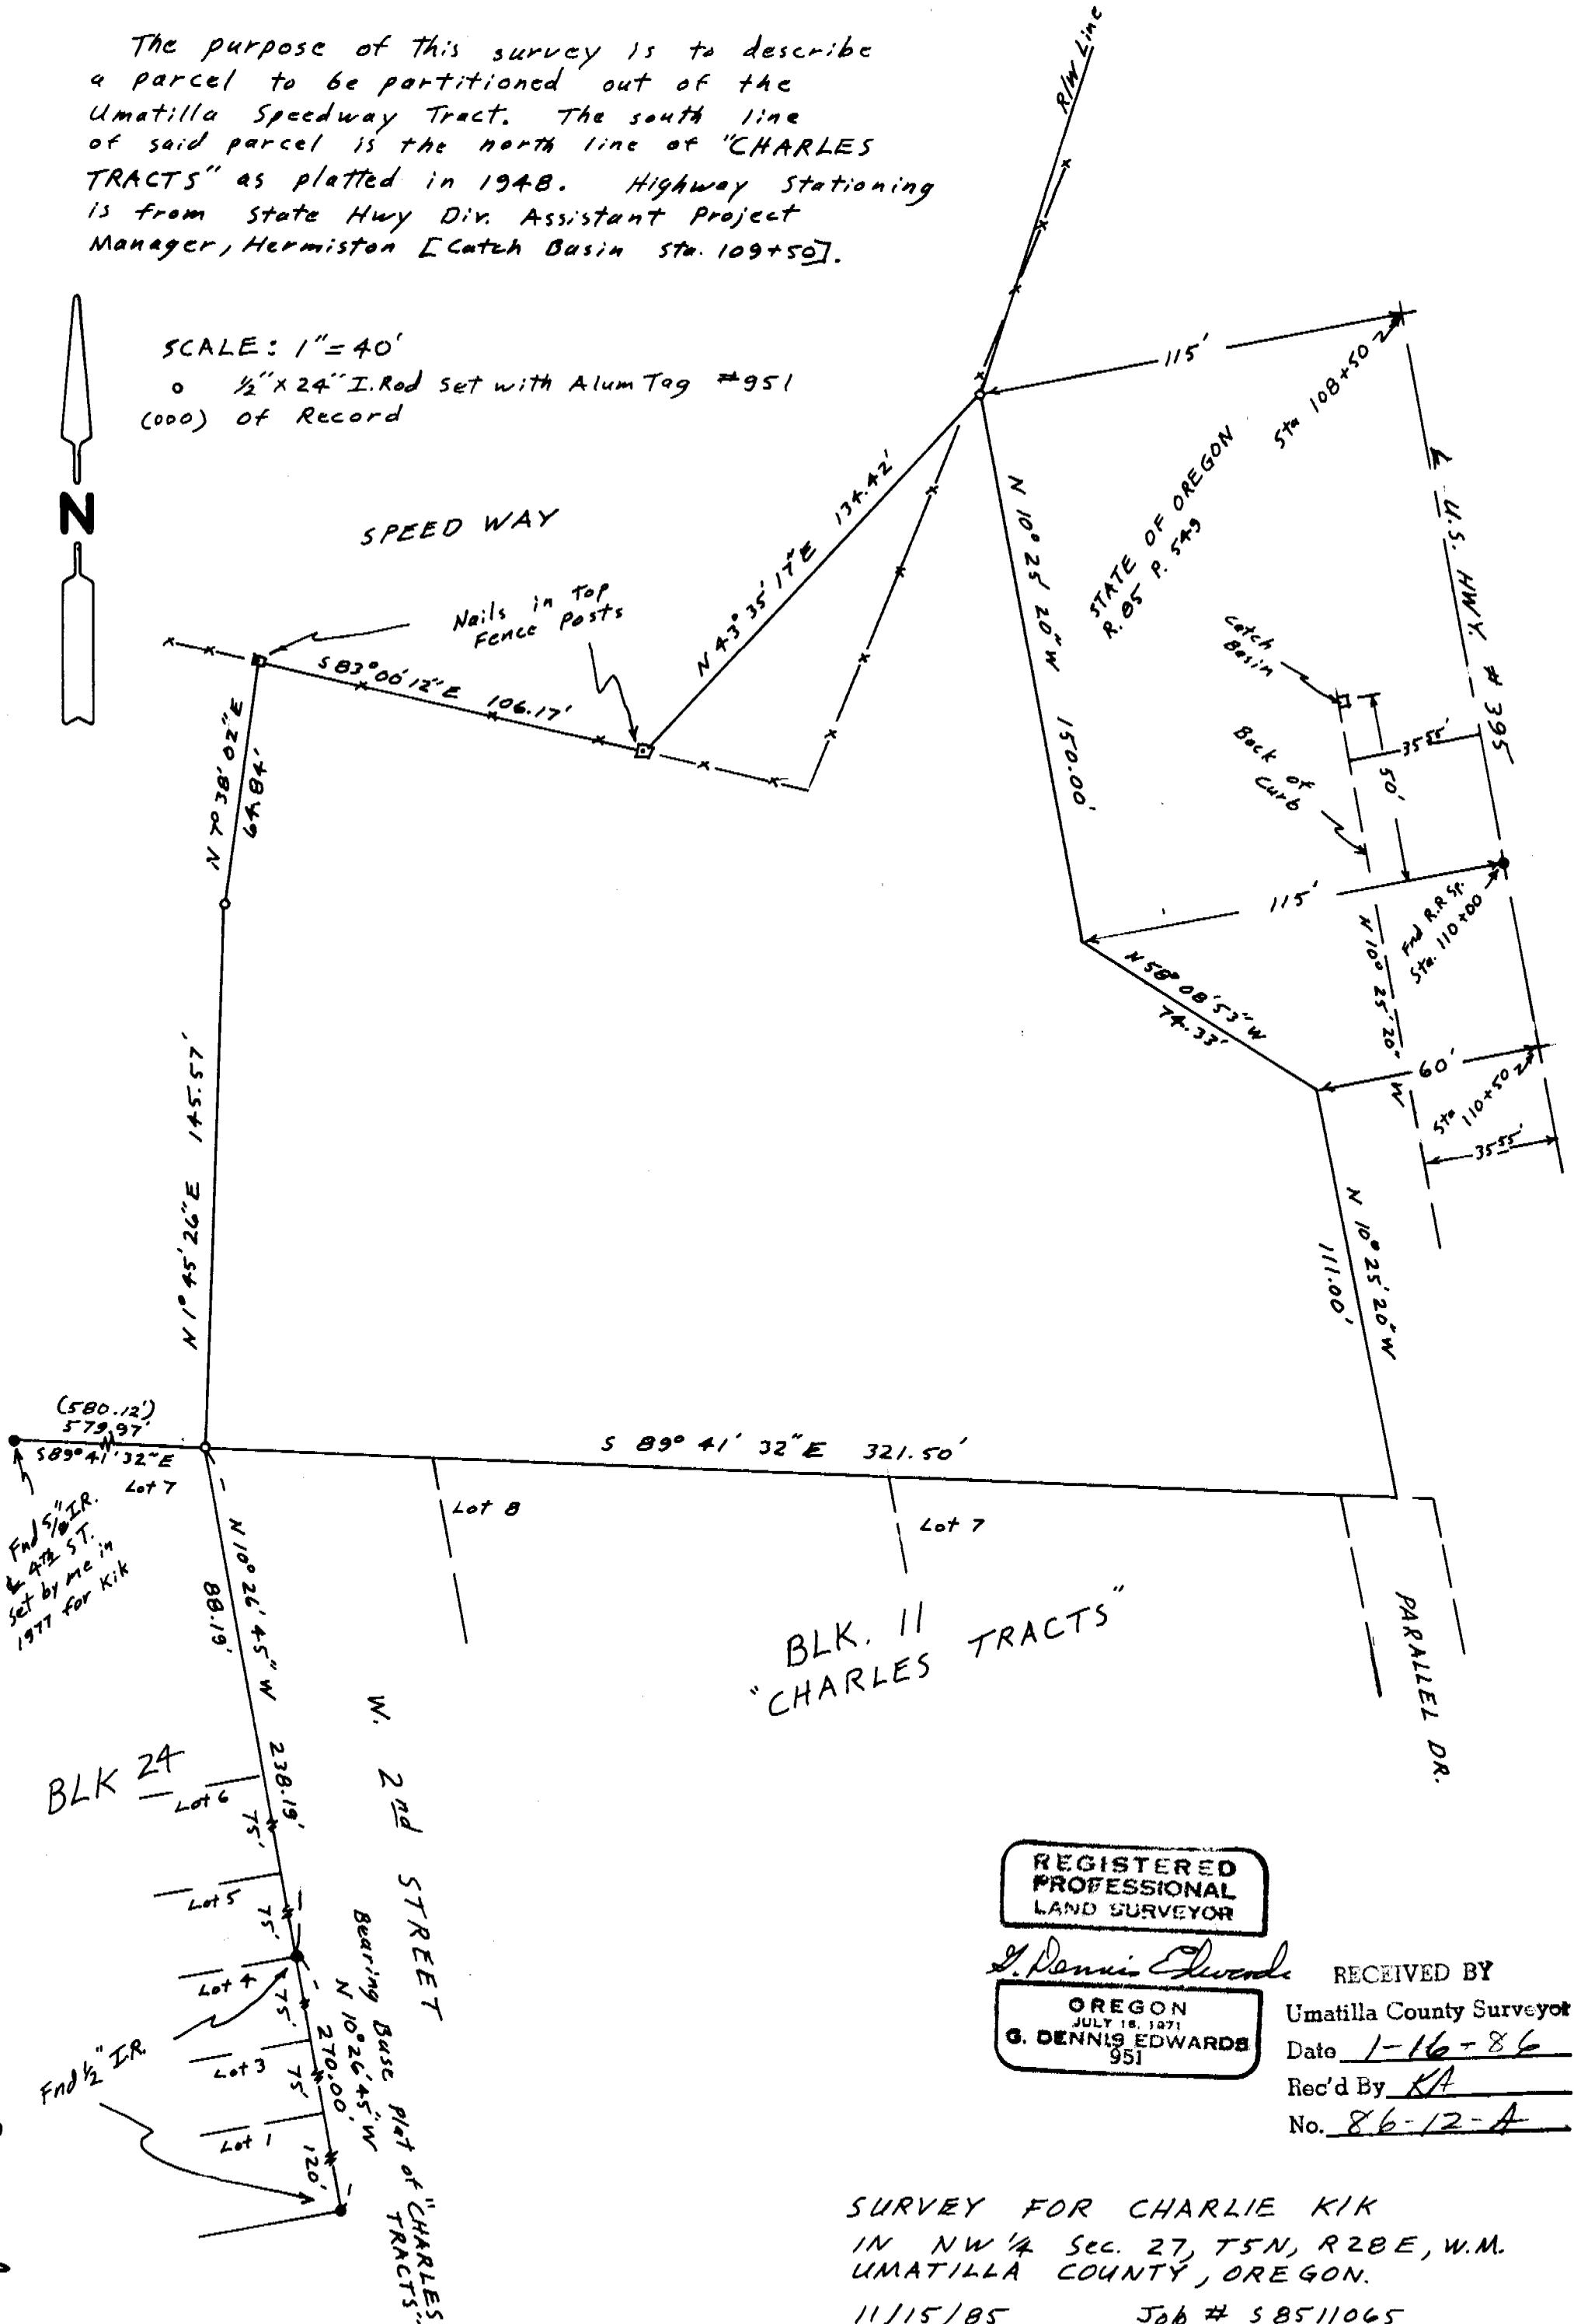 The purpose of this survey is to describe
a parcel to be partitioned out of the
Umatilla Speedway Tract. The south line
of said parcel is the north line of "CHARLES
TRACTS" as platted in 1948. Highway Stationing
is from State Hwy Div. Assistant Project
Manager, Hermiston [Catch Basin Sta. 109+50].
R/W Line
SCALE: 1"=40'
o 1/2"X24" I.Rod Set with Alum Tag #951
(000) of Record
N
SPEED WAY
115'
Sta 108+50
STATE OF OREGON
R. 85 P. 549
℄ U.S. HWY. #395
N 43° 35' 17" E 134.42'
N 10° 25' 20" W 150.00'
Nails in Top
Fence Posts
S 83° 06' 12" E 106.17'
N 7° 38' 02" E
64.84'
Catch
Basin
35.55'
50'
Back of
Curb
115'
Fnd R.R Sp.
Sta. 110+00
N 10° 25' 20" W
N 58° 08' 53" W
74.33'
60'
Sta 110+50
35.55'
N 1° 45' 26" E 145.57'
N 10° 25' 20" W
111.00'
(580.12')
579.97'
S89°41'32"E
Lot 7
S 89° 41' 32" E 321.50'
Lot 8
Lot 7
Fnd 5/8" I.R.
℄ 4th ST.
set by me in
1977 for Kik
N 10° 26' 45" W 238.19'
88.19'
BLK. 11
"CHARLES TRACTS"
PARALLEL DR.
W. 2nd STREET
BLK 24
Lot 6
75'
Lot 5
75'
Lot 4
75'
Lot 3
75'
Lot 1
120'
270.00'
Fnd 1/2" I.R.
Bearing Base Plat of "CHARLES
TRACTS"
N 10° 26' 45" W
REGISTERED
PROFESSIONAL
LAND SURVEYOR
G. Dennis Edwards
OREGON
JULY 16, 1971
G. DENNIS EDWARDS
951
RECEIVED BY
Umatilla County Surveyor
Date 1-16-86
Rec'd By KA
No. 86-12-A
SURVEY FOR CHARLIE KIK
IN NW 1/4 Sec. 27, T5N, R28E, W.M.
UMATILLA COUNTY, OREGON.
11/15/85 Job # S8511065